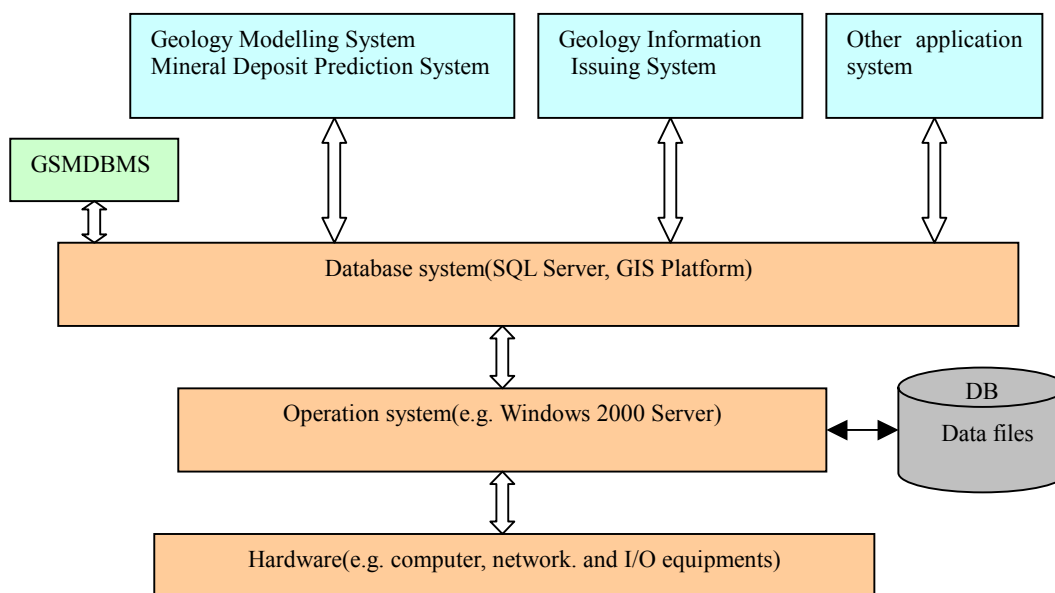 Geology Modelling System
Mineral Deposit Prediction System
Geology Information
Issuing System
Other application
system
GSMDBMS
Database system(SQL Server, GIS Platform)
DB
Operation system(e.g. Windows 2000 Server)
Data files
Hardware(e.g. computer, network. and I/O equipments)